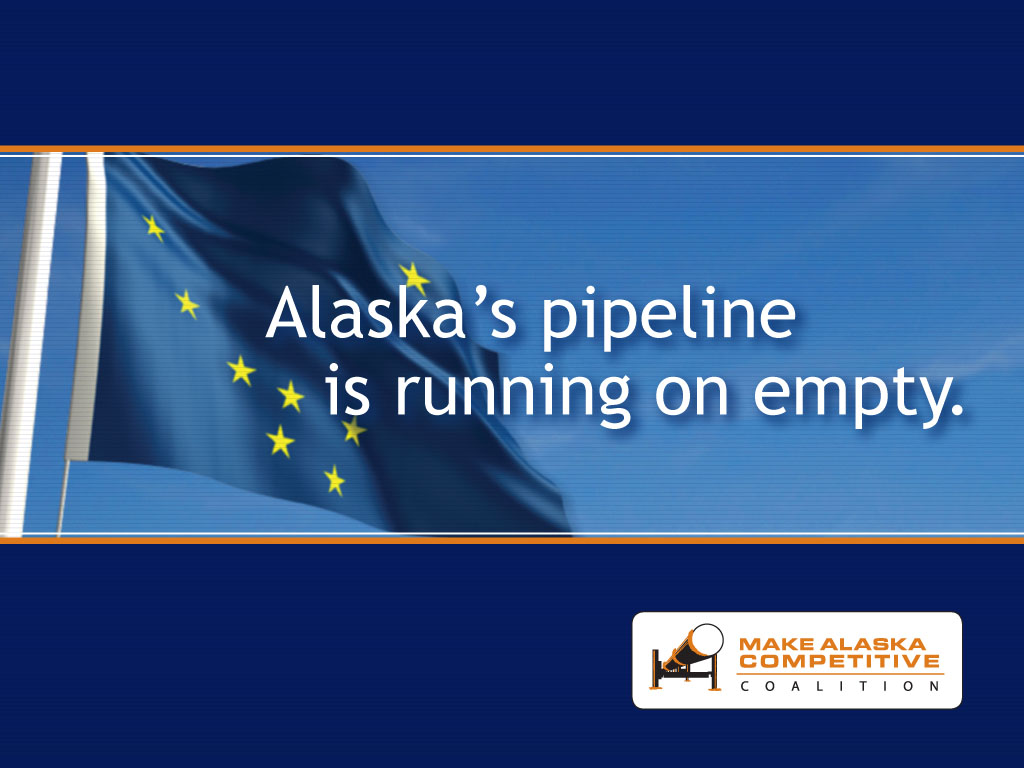 Alaska’s pipeline
is running on empty.
MAKE ALASKA
COMPETITIVE
COALITION